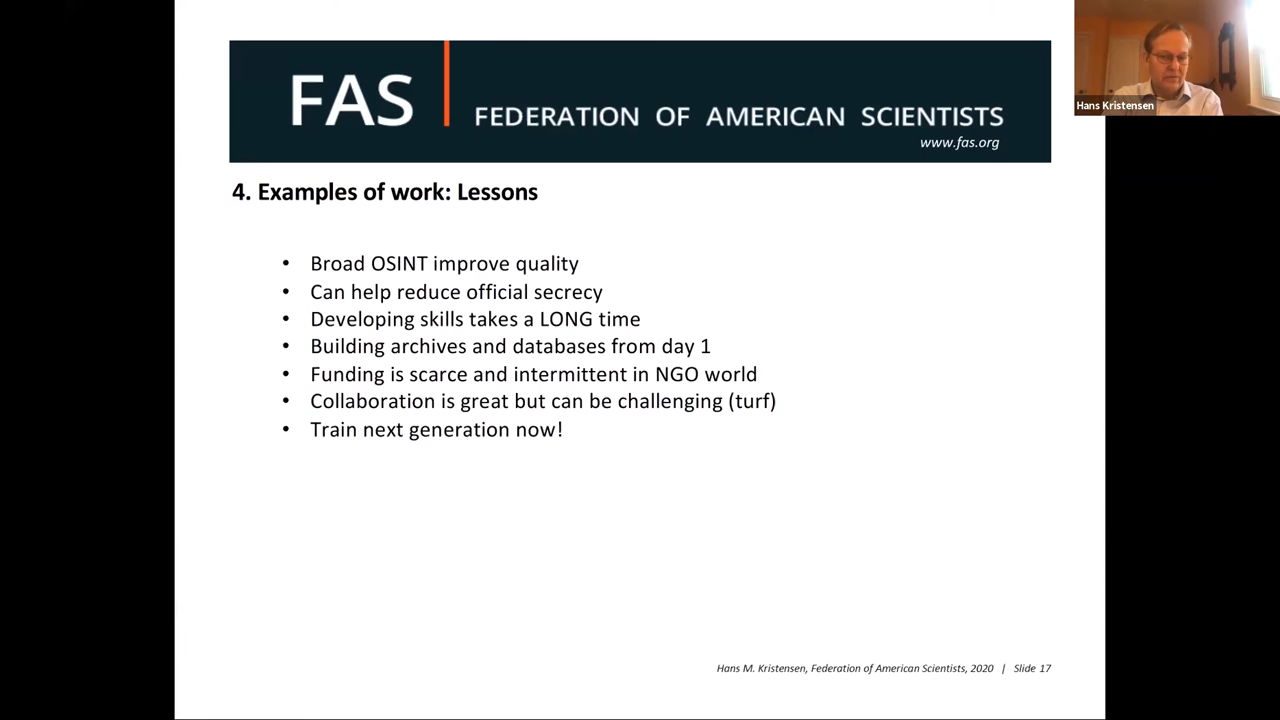 FAS
FEDERATION OF AMERICAN SCIENTISTS
www.fas.org
Hans Kristensen
4. Examples of work: Lessons
• Broad OSINT improve quality
• Can help reduce official secrecy
• Developing skills takes a LONG time
• Building archives and databases from day 1
• Funding is scarce and intermittent in NGO world
• Collaboration is great but can be challenging (turf)
• Train next generation now!
Hans M. Kristensen, Federation of American Scientists, 2020 | Slide 17